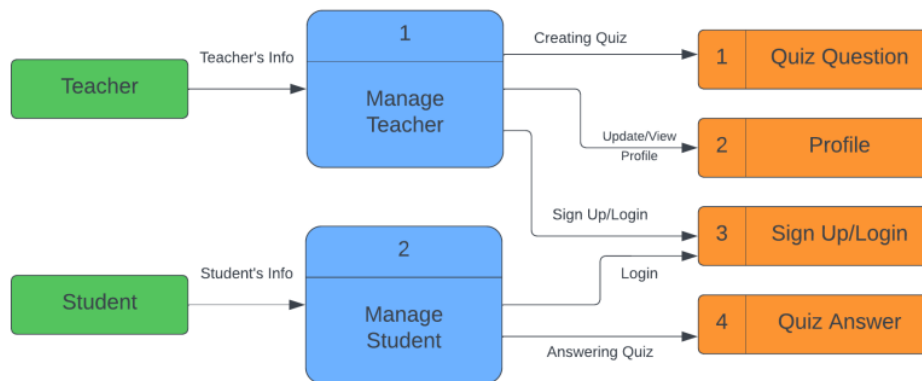 Teacher
Teacher's Info
1
Manage
Teacher
Creating Quiz
1 Quiz Question
Update/View
Profile
2 Profile
Sign Up/Login
3 Sign Up/Login
Student
Student's Info
2
Manage
Student
Login
Answering Quiz
4 Quiz Answer